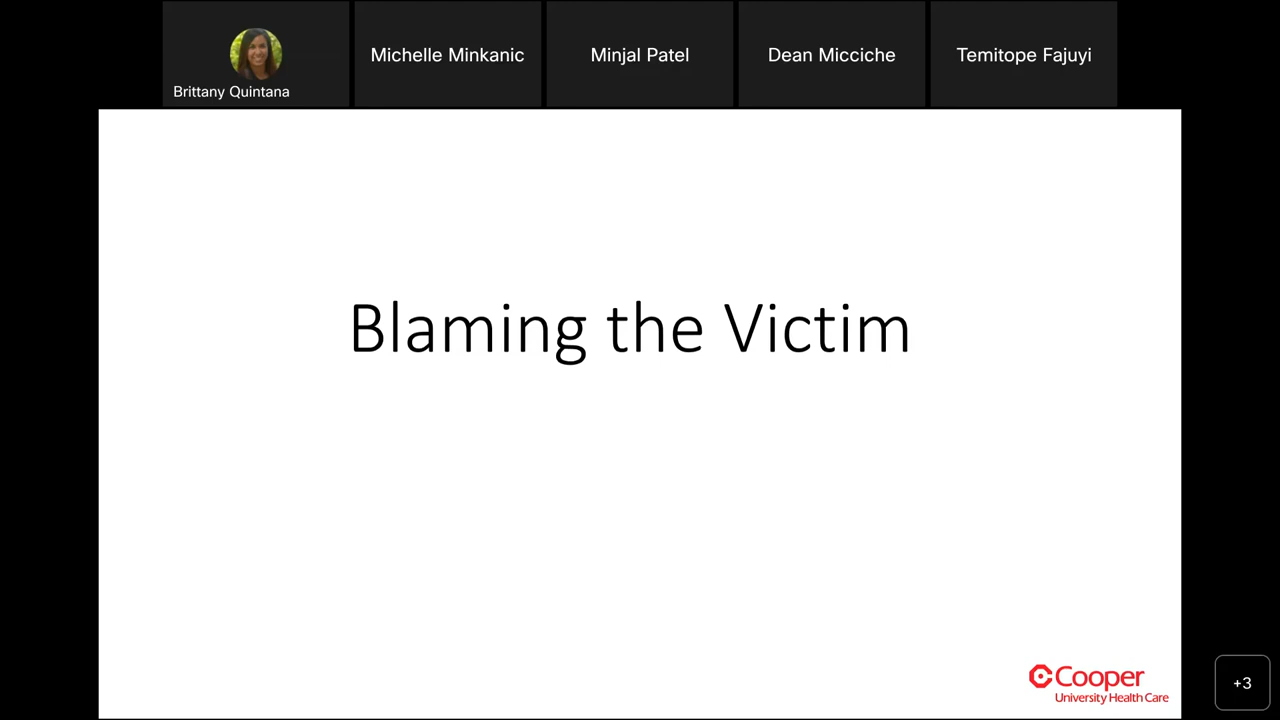 Brittany Quintana
Michelle Minkanic
Minjal Patel
Dean Micciche
Temitope Fajuyi
Blaming the Victim
Cooper
University Health Care
+3